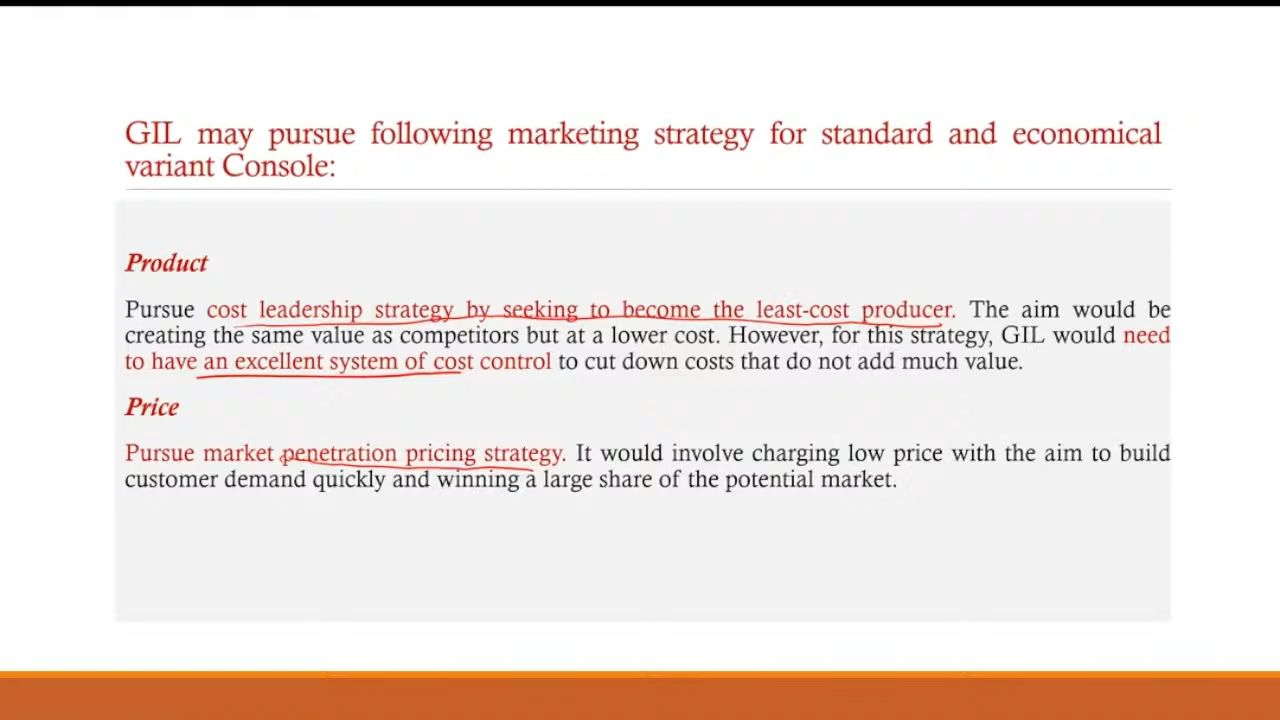 GIL may pursue following marketing strategy for standard and economical
variant Console:
Product
Pursue cost leadership strategy by seeking to become the least-cost producer. The aim would be
creating the same value as competitors but at a lower cost. However, for this strategy, GIL would need
to have an excellent system of cost control to cut down costs that do not add much value.
Price
Pursue market penetration pricing strategy. It would involve charging low price with the aim to build
customer demand quickly and winning a large share of the potential market.